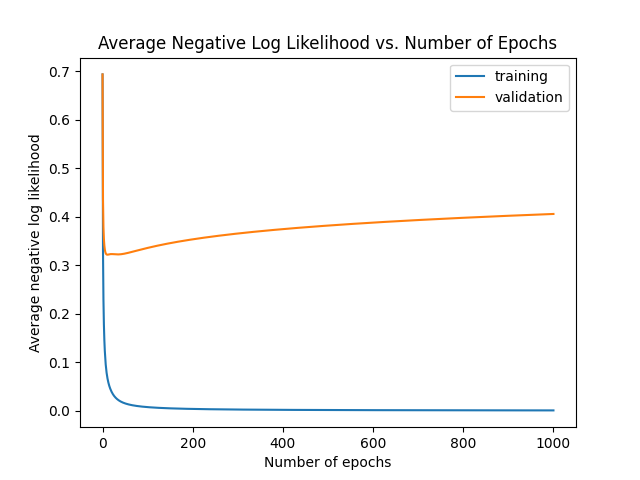 Average Negative Log Likelihood vs. Number of Epochs
training
validation
0.7
0.6
0.5
0.4
0.3
0.2
0.1
0.0
Average negative log likelihood
0
200
400
600
800
1000
Number of epochs